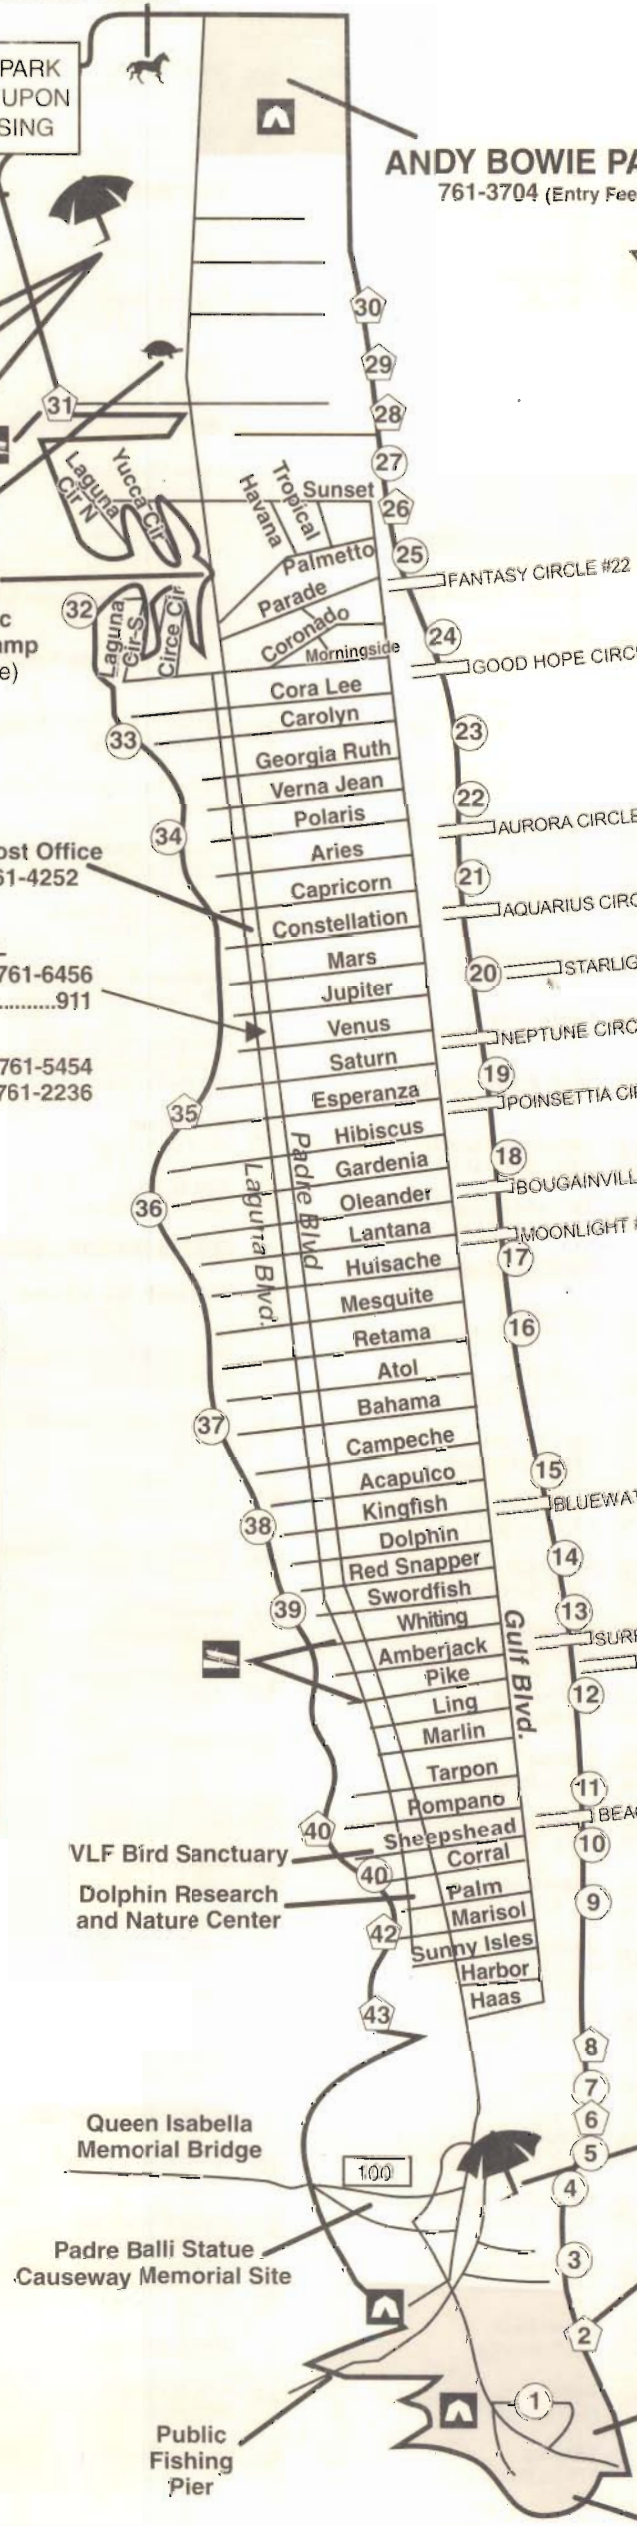 PARK
UPON
SING
ANDY BOWIE PA
761-3704 (Entry Fee
30
29
31
28
27
Laguna
Cir N
Yucca Cir
Havana
Tropical
Sunset
26
25
Palmetto
FANTASY CIRCLE #22
Parade
32
c
amp
e)
Laguna
Cir-S
Circe Cir
Coronado
24
Morningside
GOOD HOPE CIRC
Cora Lee
Carolyn
23
33
Georgia Ruth
Verna Jean
22
Polaris
AURORA CIRCLE
34
Aries
ost Office
61-4252
21
Capricorn
AQUARIUS CIRC
Constellation
Mars
20
STARLIG
761-6456
..........911
Jupiter
Venus
NEPTUNE CIRC
Saturn
761-5454
761-2236
19
Esperanza
POINSETTIA CI
35
Hibiscus
18
Padre Blvd
Laguna Blvd.
Gardenia
BOUGAINVILL
36
Oleander
Lantana
MOONLIGHT #
17
Huisache
Mesquite
16
Retama
Atol
Bahama
37
Campeche
Acapulco
15
Kingfish
BLUEWAT
38
Dolphin
14
Red Snapper
Swordfish
39
13
Whiting
Gulf Blvd.
SURF
Amberjack
Pike
12
Ling
Marlin
Tarpon
11
Pompano
BEAC
40
Sheepshead
10
VLF Bird Sanctuary
Corral
40
Dolphin Research
and Nature Center
Palm
9
Marisol
42
Sunny Isles
Harbor
Haas
43
8
7
6
Queen Isabella
Memorial Bridge
5
100
4
Padre Balli Statue
Causeway Memorial Site
3
2
1
Public
Fishing
Pier